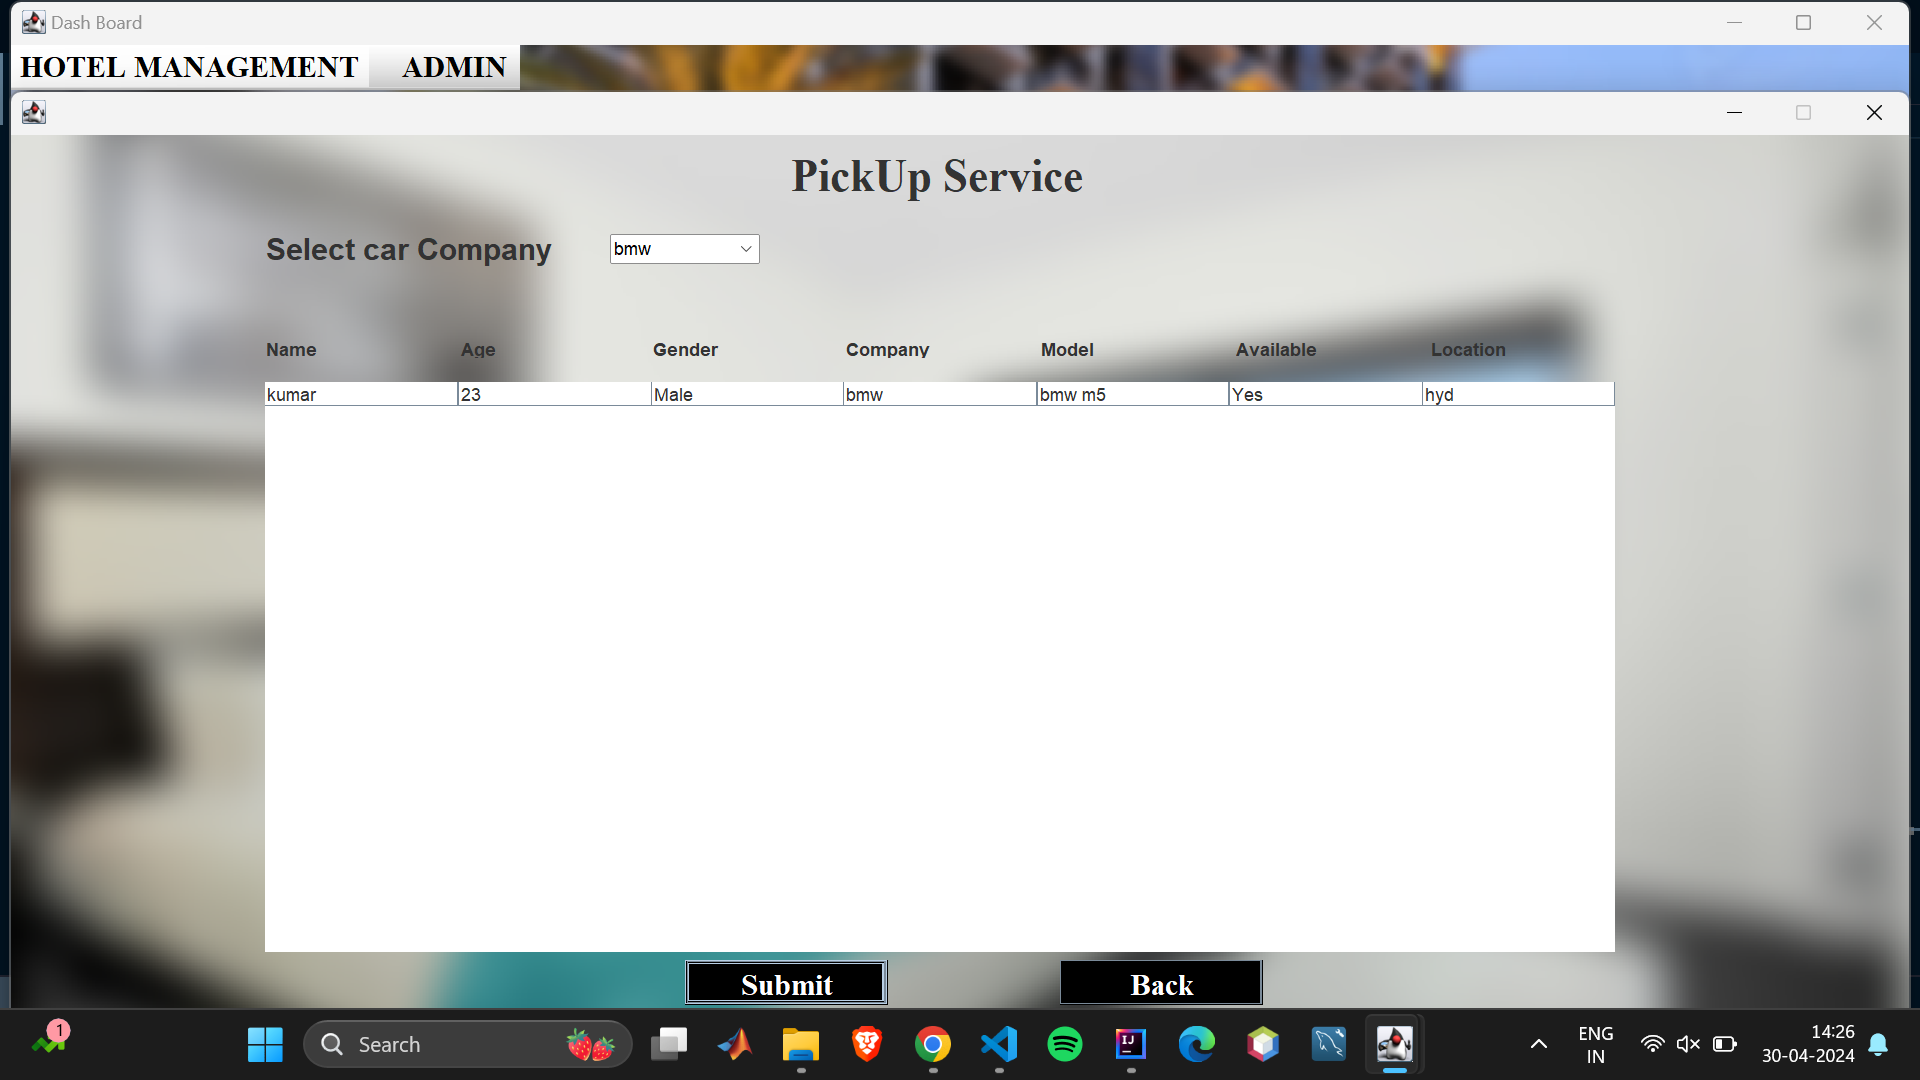 Dash Board
HOTEL MANAGEMENT ADMIN
PickUp Service
Select car Company bmw
Name Age Gender Company Model Available Location
kumar 23 Male bmw bmw m5 Yes hyd
Submit Back
1
Search
IJ
ENG
IN
14:26
30-04-2024